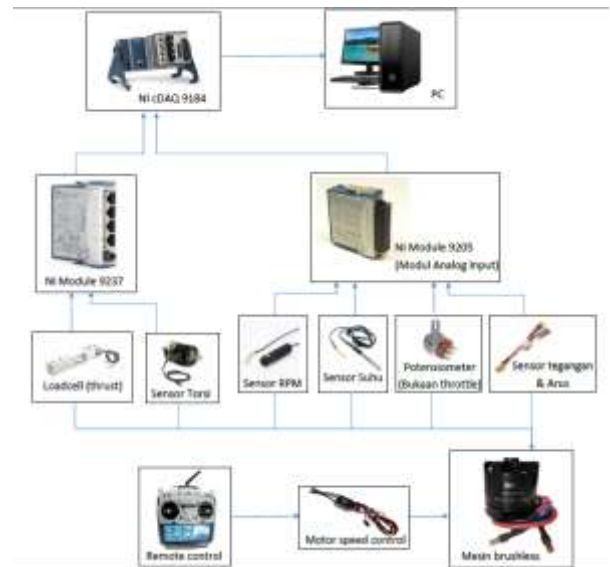 NI cDAQ 9184
PC
Ni Module 9237
Ni Module 9205
(Modul Analog Input)
Loadcell (thrust)
Sensor Torsi
Sensor RPM
Sensor Suhu
Potensiometer
(Bukaan throttle)
Sensor tegangan
& Arus
Remote control
Motor speed control
Mesin brushless